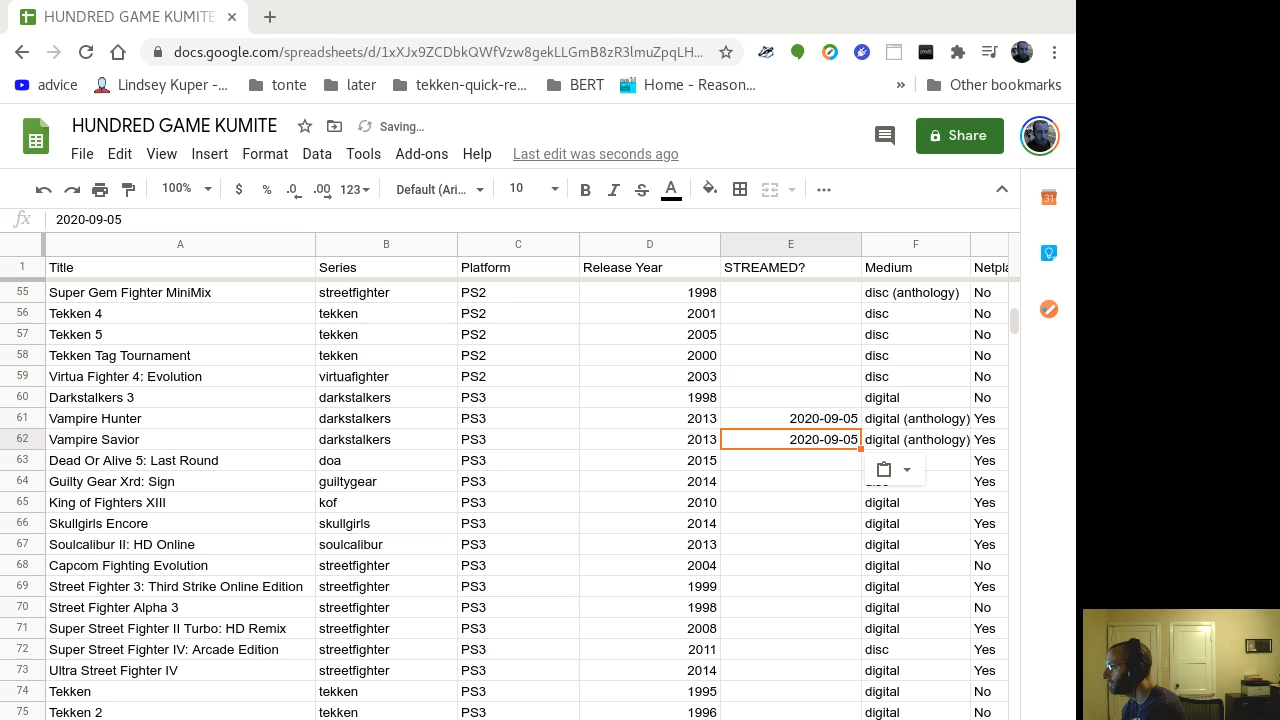 HUNDRED GAME KUMITE
docs.google.com/spreadsheets/d/1xXJx9ZCDbkQWfVzw8gekLLGmB8zR3lmuZpqLH...
advice Lindsey Kuper -... tonte later tekken-quick-re... BERT Home - Reason... » Other bookmarks
HUNDRED GAME KUMITE Saving...
Share
File Edit View Insert Format Data Tools Add-ons Help Last edit was seconds ago
100% $ % .0 .00 123 Default (Ari... 10 B I S A
31
fx 2020-09-05
A B C D E F
1 Title Series Platform Release Year STREAMED? Medium Netpla
55 Super Gem Fighter MiniMix streetfighter PS2 1998 disc (anthology) No
56 Tekken 4 tekken PS2 2001 disc No
57 Tekken 5 tekken PS2 2005 disc No
58 Tekken Tag Tournament tekken PS2 2000 disc No
59 Virtua Fighter 4: Evolution virtuafighter PS2 2003 disc No
60 Darkstalkers 3 darkstalkers PS3 1998 digital No
61 Vampire Hunter darkstalkers PS3 2013 2020-09-05 digital (anthology) Yes
62 Vampire Savior darkstalkers PS3 2013 2020-09-05 digital (anthology) Yes
63 Dead Or Alive 5: Last Round doa PS3 2015 Yes
64 Guilty Gear Xrd: Sign guiltygear PS3 2014 Yes
65 King of Fighters XIII kof PS3 2010 digital Yes
66 Skullgirls Encore skullgirls PS3 2014 digital Yes
67 Soulcalibur II: HD Online soulcalibur PS3 2013 digital Yes
68 Capcom Fighting Evolution streetfighter PS3 2004 digital No
69 Street Fighter 3: Third Strike Online Edition streetfighter PS3 1999 digital Yes
70 Street Fighter Alpha 3 streetfighter PS3 1998 digital No
71 Super Street Fighter II Turbo: HD Remix streetfighter PS3 2008 digital Yes
72 Super Street Fighter IV: Arcade Edition streetfighter PS3 2011 disc Yes
73 Ultra Street Fighter IV streetfighter PS3 2014 digital Yes
74 Tekken tekken PS3 1995 digital No
75 Tekken 2 tekken PS3 1996 digital No